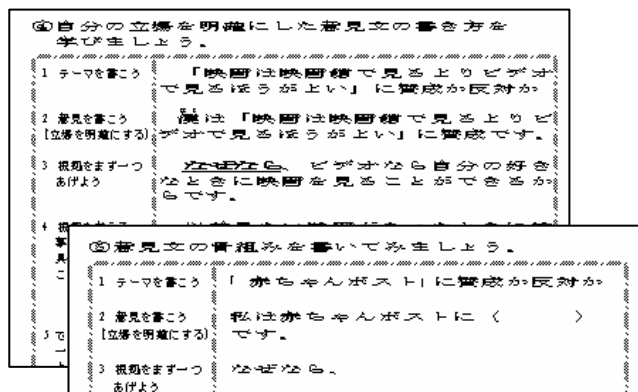 ④自分の立場を明確にした意見文の書き方を
学びましょう。
1 テーマを書こう
「映画は映画館で見るよりビデオ
で見るほうがよい」に賛成か反対か
2 意見を書こう
[立場を明確にする]
僕は「映画は映画館で見るよりビ
デオで見るほうがよい」に賛成です。
3 根拠をまず一つ
あげよう
なぜなら、ビデオなら自分の好き
なときに映画を見ることができるか
らです。
⑤意見文の骨組みを書いてみましょう。
1 テーマを書こう
「赤ちゃんポスト」に賛成か反対か
2 意見を書こう
[立場を明確にする]
私は赤ちゃんポストに（　　　）
です。
3 根拠をまず一つ
あげよう
なぜなら、